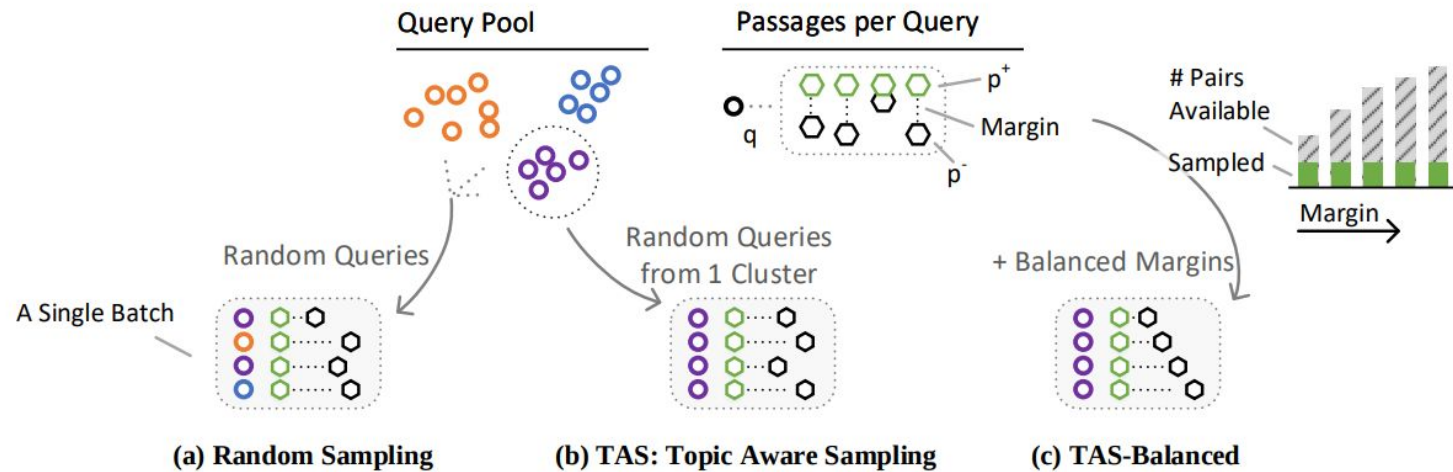 Query Pool
Passages per Query
p+
# Pairs
Available
Margin
q
Sampled
p-
Margin
Random Queries
Random Queries
from 1 Cluster
+ Balanced Margins
A Single Batch
(a) Random Sampling
(b) TAS: Topic Aware Sampling
(c) TAS-Balanced